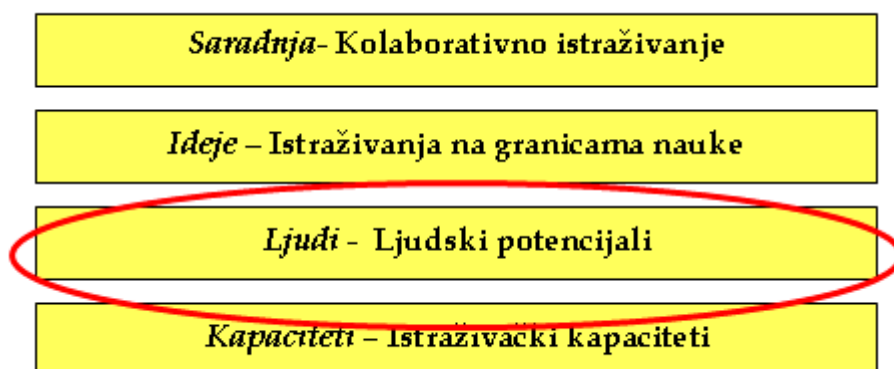 Saradnja- Kolaborativno istraživanje
Ideje – Istraživanja na granicama nauke
Ljudi - Ljudski potencijali
Kapaciteti – Istraživački kapaciteti